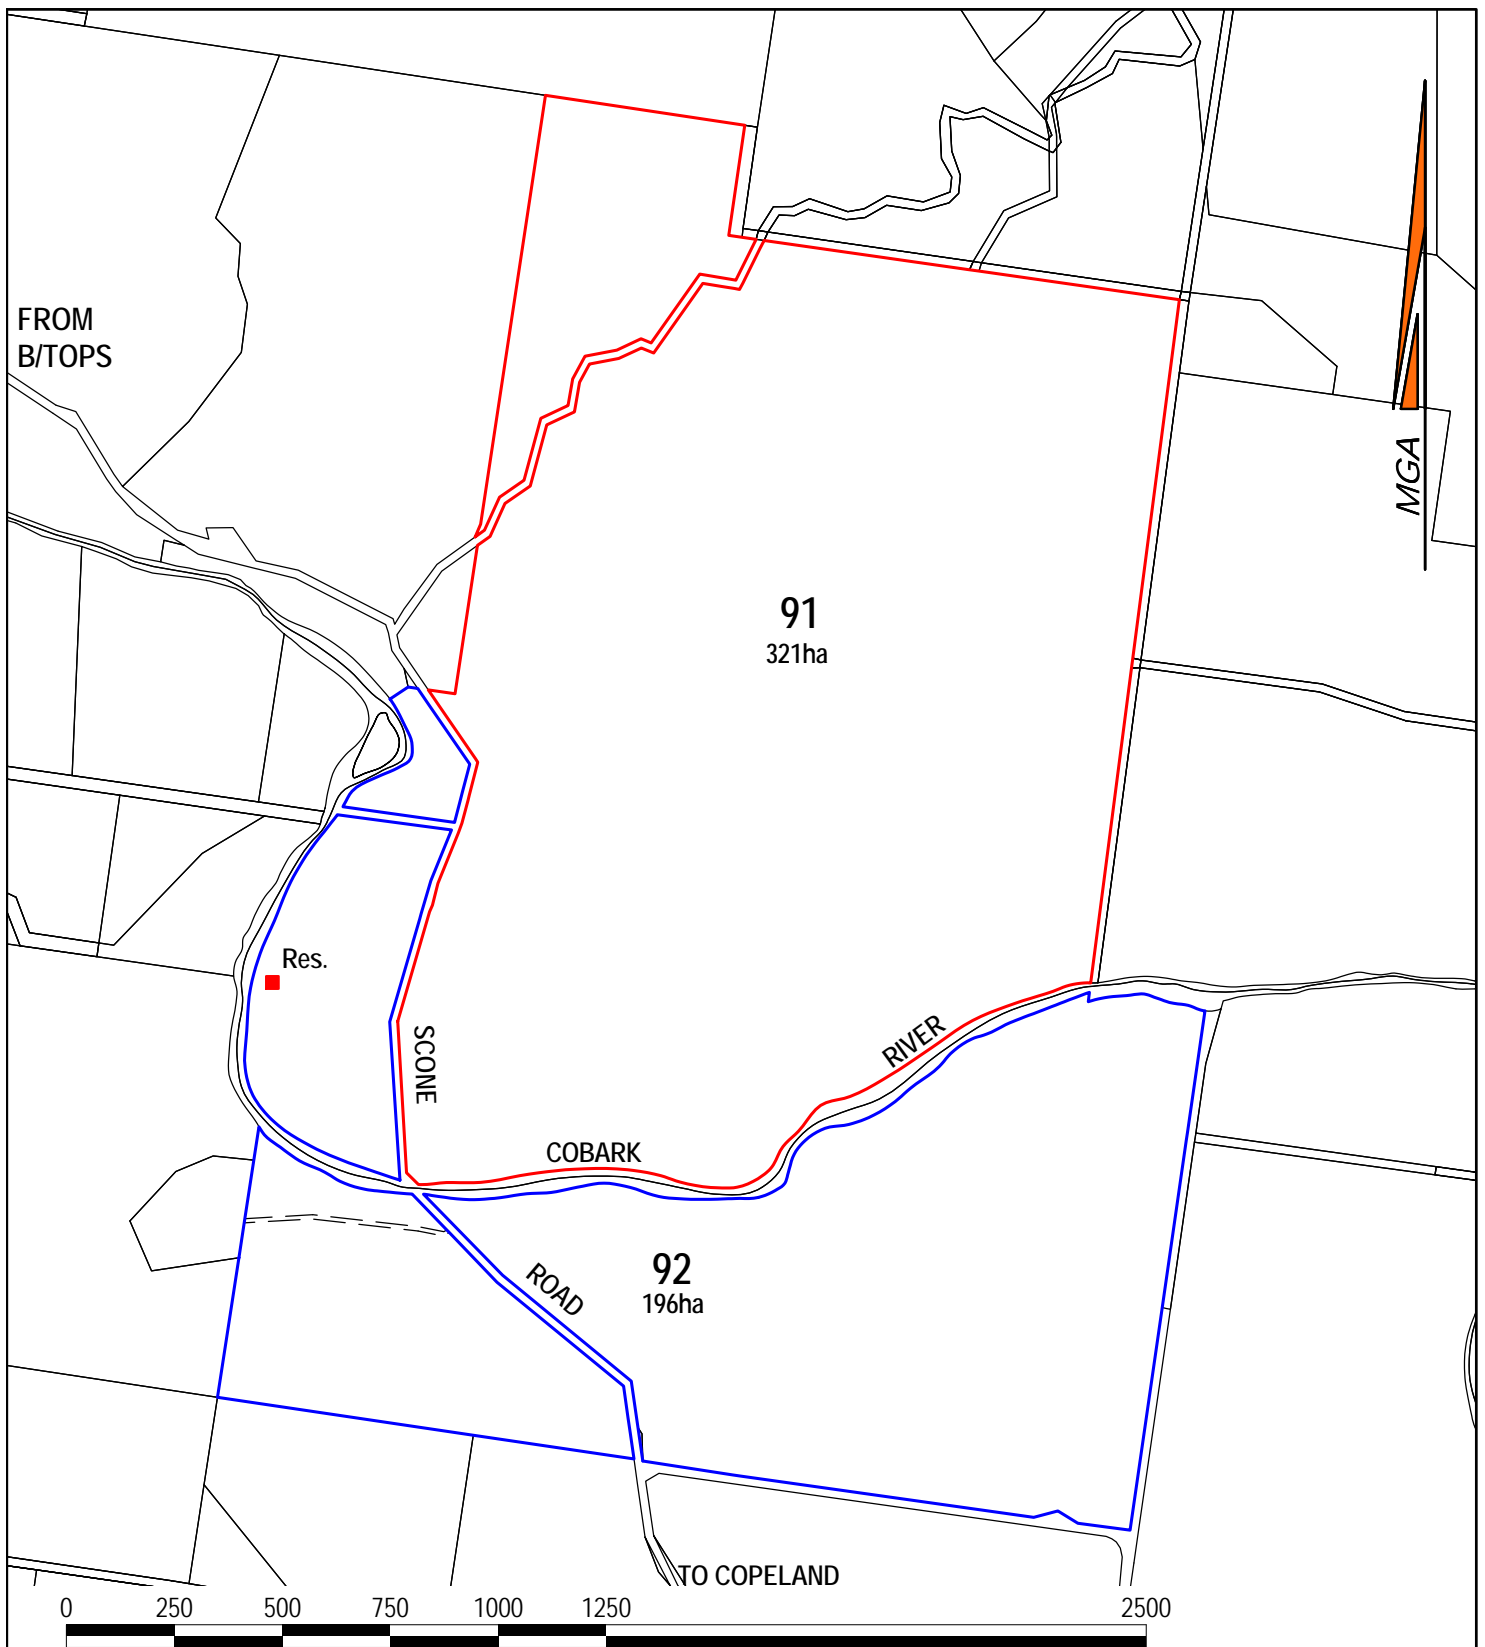 FROM
B/TOPS
MGA
91
321ha
Res.
SCONE
RIVER
COBARK
92
196ha
ROAD
TO COPELAND
0 250 500 750 1000 1250 2500